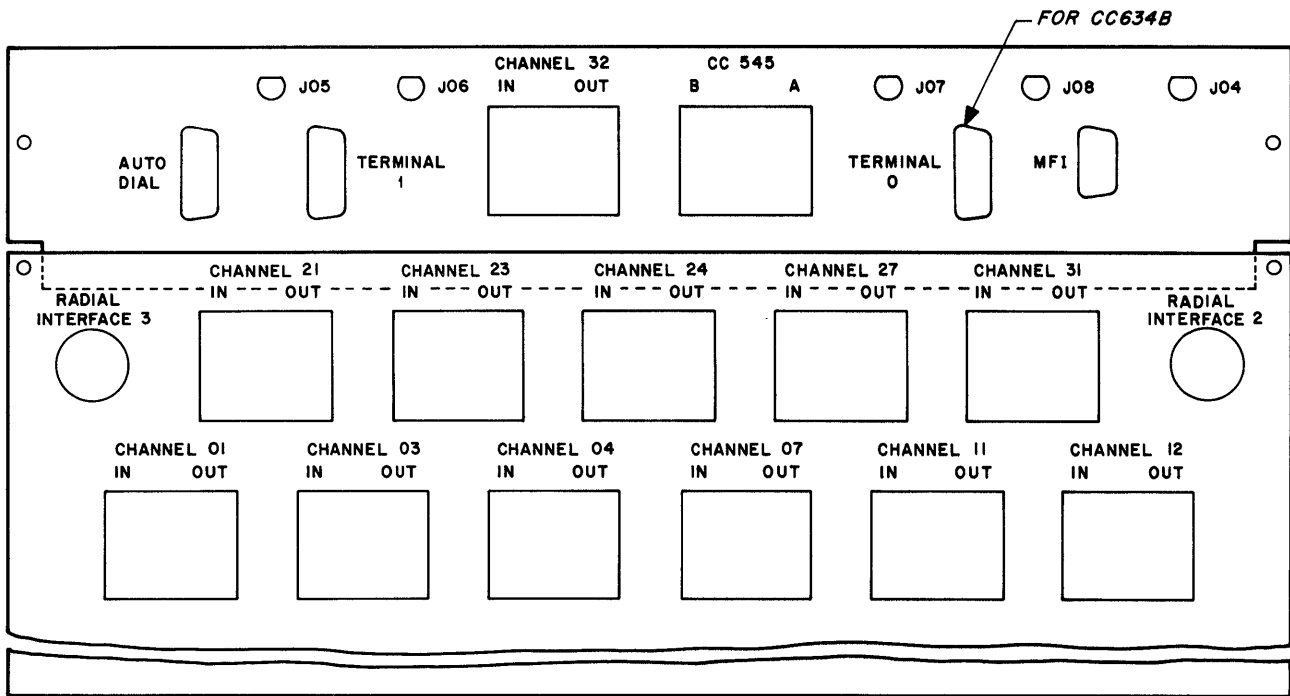 FOR CC634B
CHANNEL 32
IN OUT
CC 545
B A
J05
J06
J07
J08
J04
AUTO
DIAL
TERMINAL
1
TERMINAL
0
MFI
CHANNEL 21
IN OUT
CHANNEL 23
IN OUT
CHANNEL 24
IN OUT
CHANNEL 27
IN OUT
CHANNEL 31
IN OUT
RADIAL
INTERFACE 3
RADIAL
INTERFACE 2
CHANNEL 01
IN OUT
CHANNEL 03
IN OUT
CHANNEL 04
IN OUT
CHANNEL 07
IN OUT
CHANNEL 11
IN OUT
CHANNEL 12
IN OUT